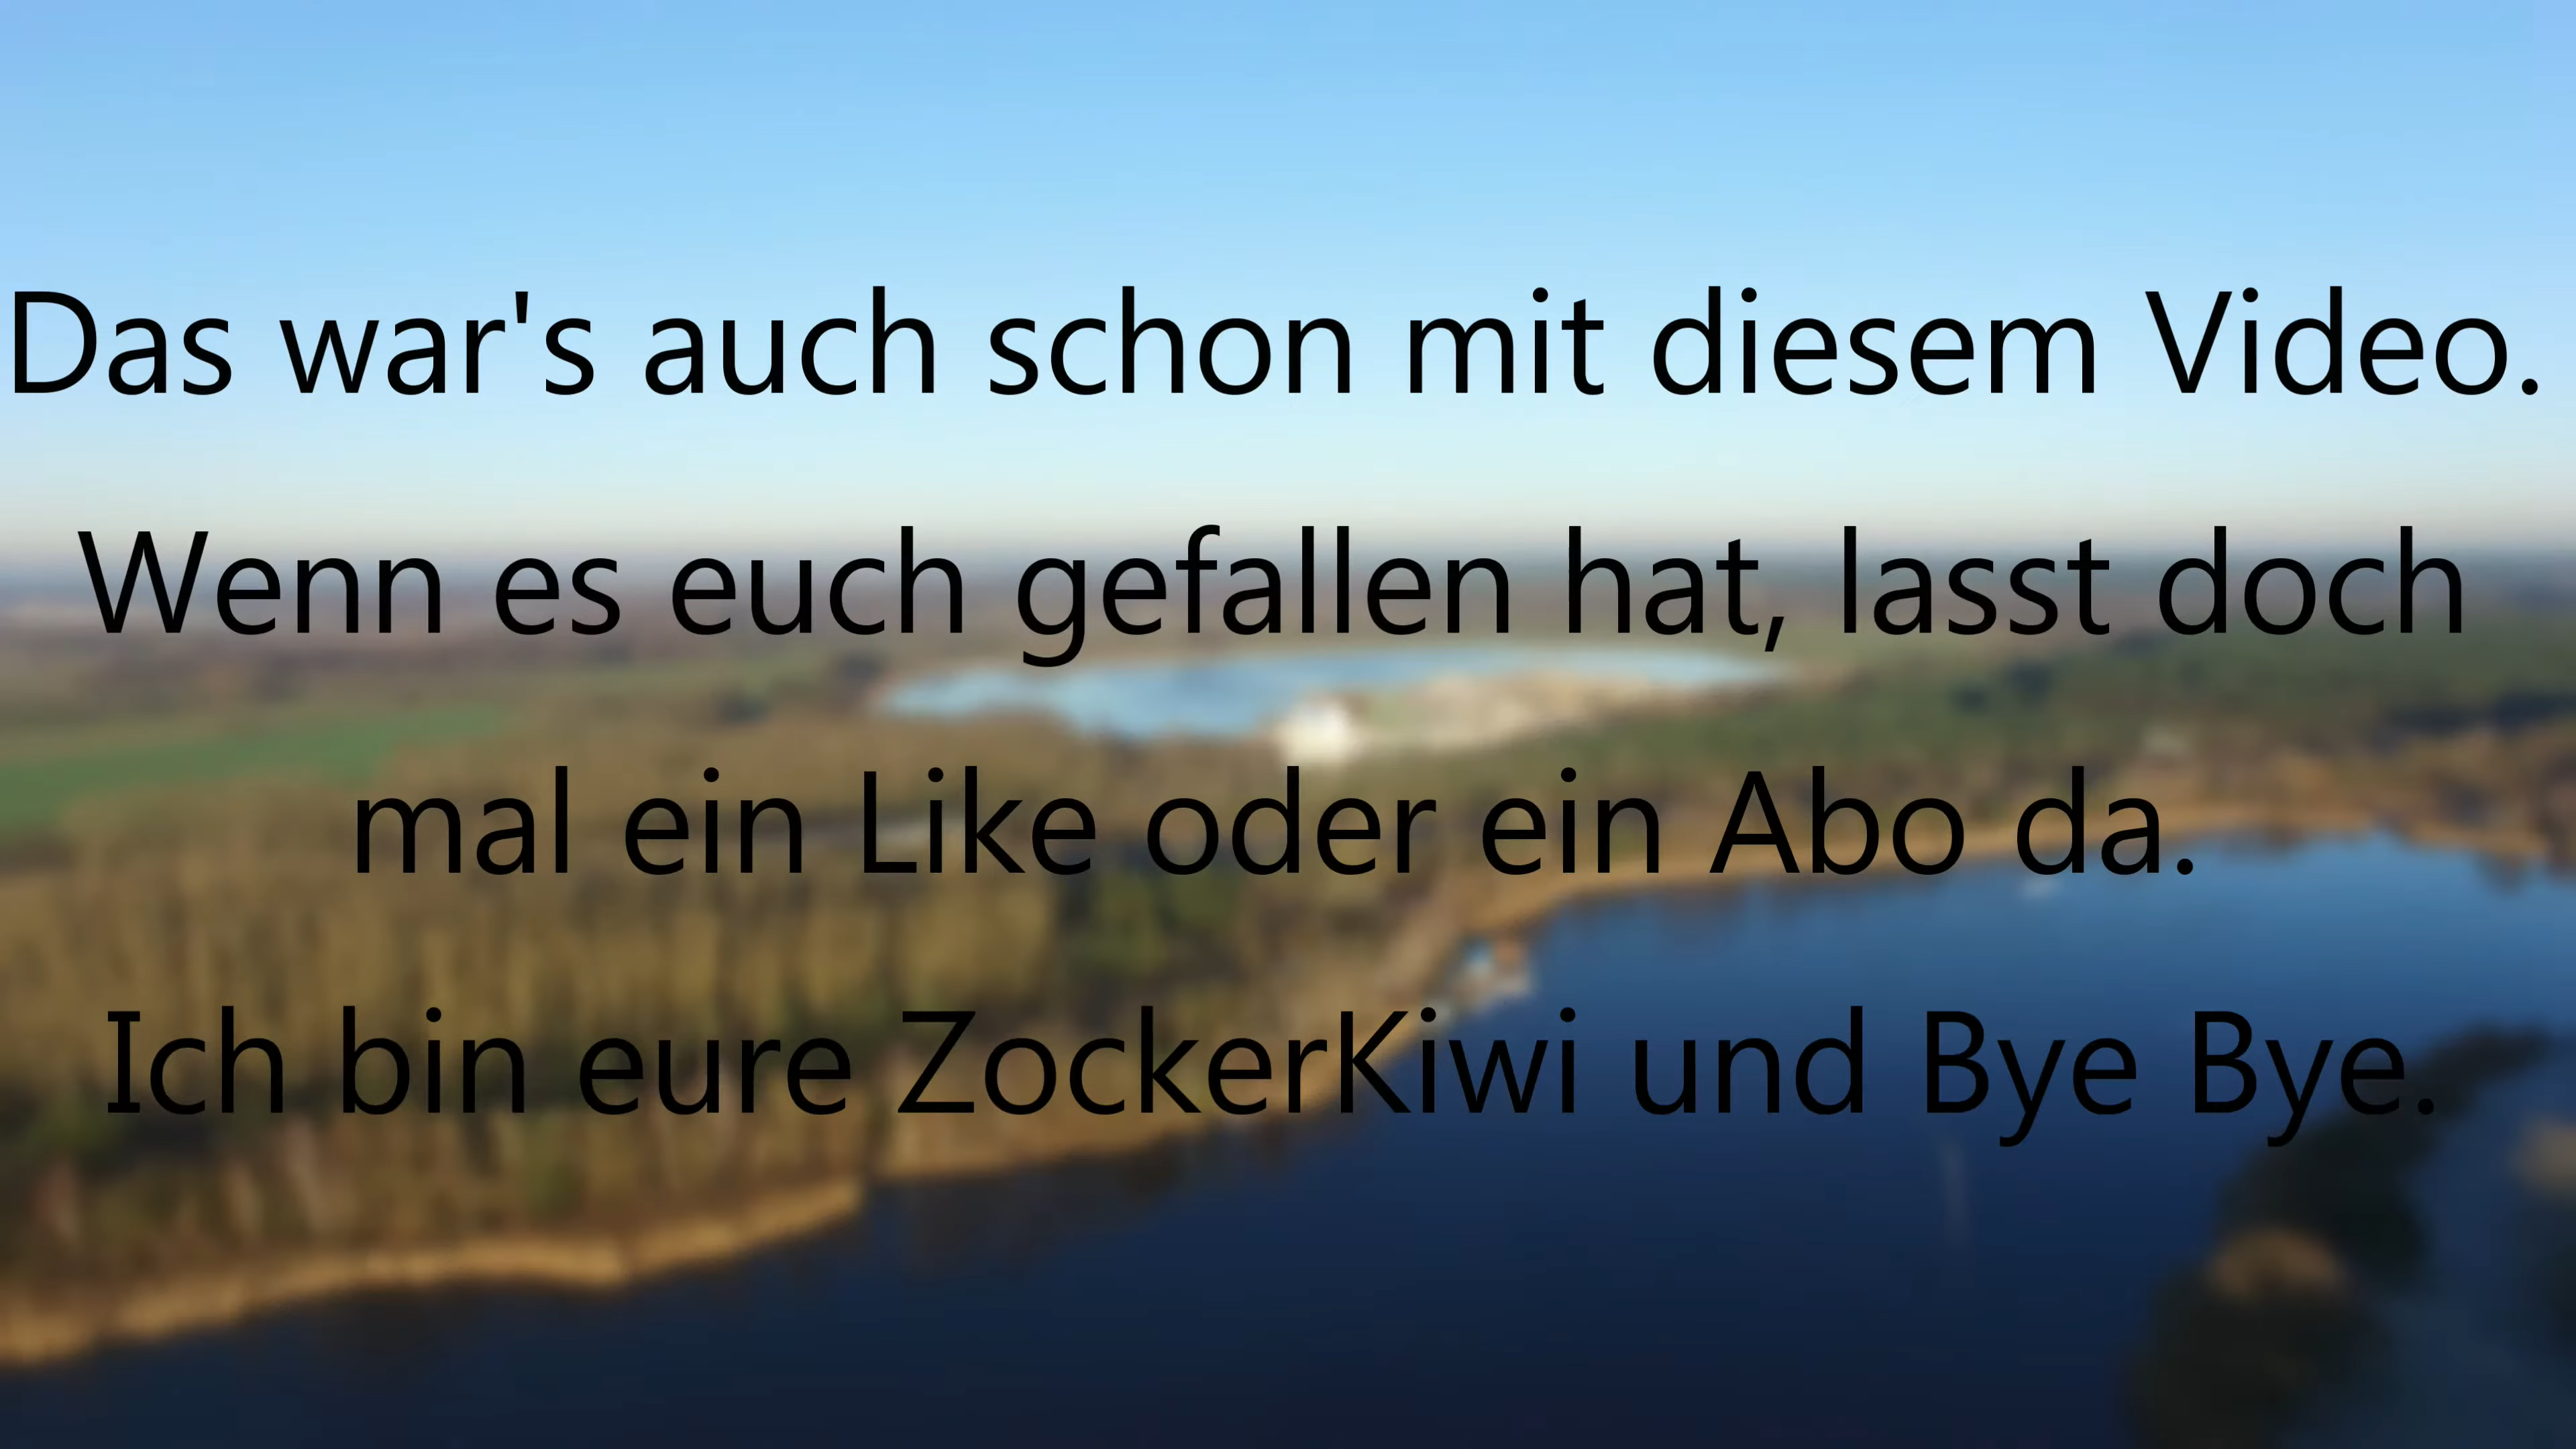 Das war's auch schon mit diesem Video.
Wenn es euch gefallen hat, lasst doch
mal ein Like oder ein Abo da.
Ich bin eure ZockerKiwi und Bye Bye.